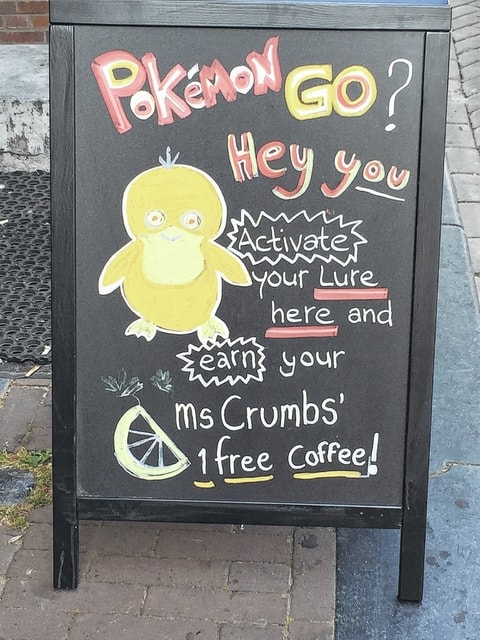 POKÉMON GO?
Hey you
Activate
your Lure
here and
earn your
ms Crumbs'
1 free Coffee!